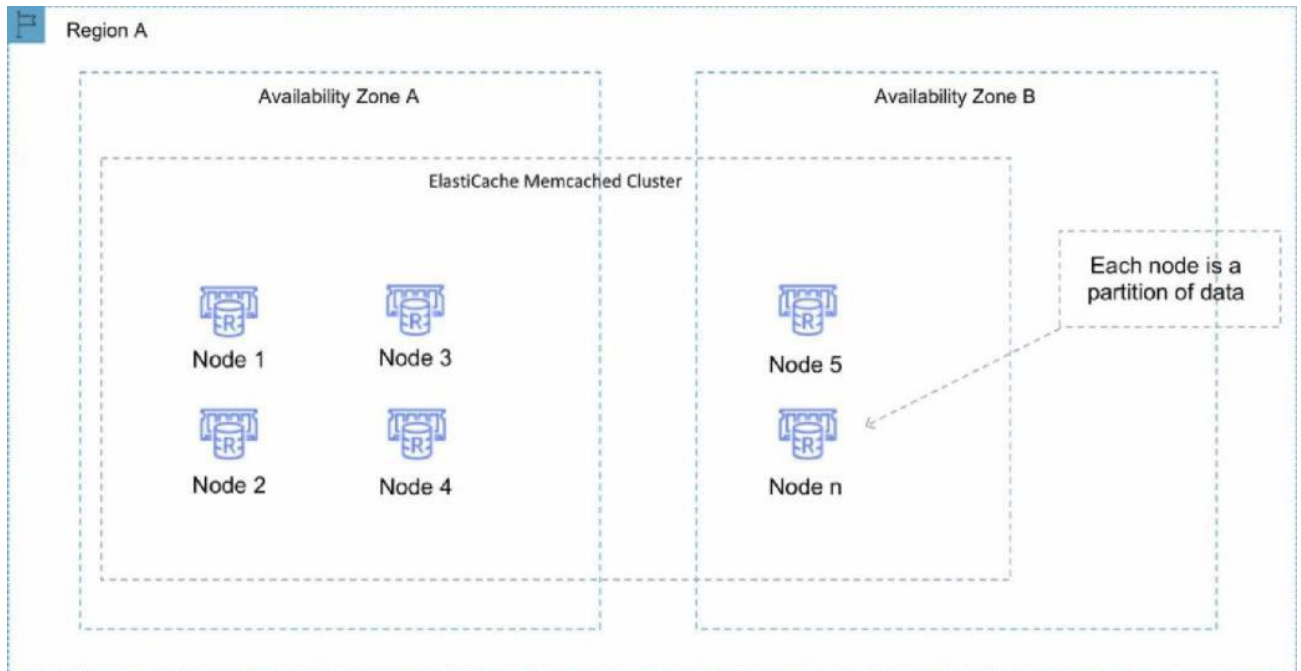 Region A
Availability Zone A
Availability Zone B
ElastiCache Memcached Cluster
Each node is a
partition of data
R
R
R
Node 1
Node 3
Node 5
R
R
R
Node 2
Node 4
Node n